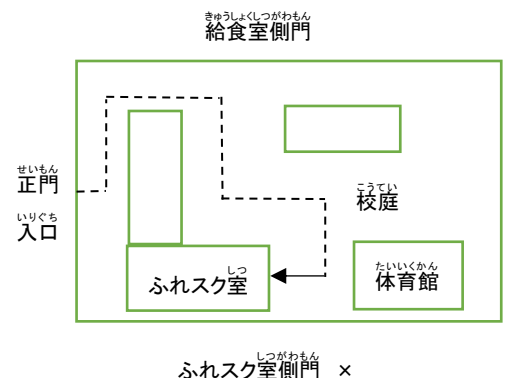 きゅうしょくしつがわもん
給食室側門
せいもん
正門
いりぐち
入口
こうてい
校庭
しつ
ふれスク室
たいいくかん
体育館
しつがわもん
ふれスク室側門 ×